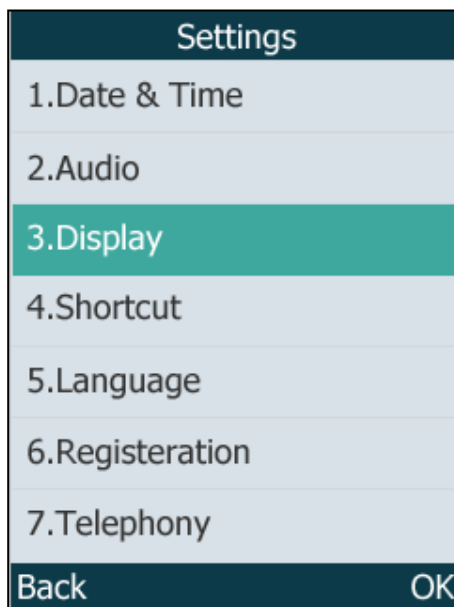 Settings
1.Date & Time
2.Audio
3.Display
4.Shortcut
5.Language
6.Registeration
7.Telephony
Back OK